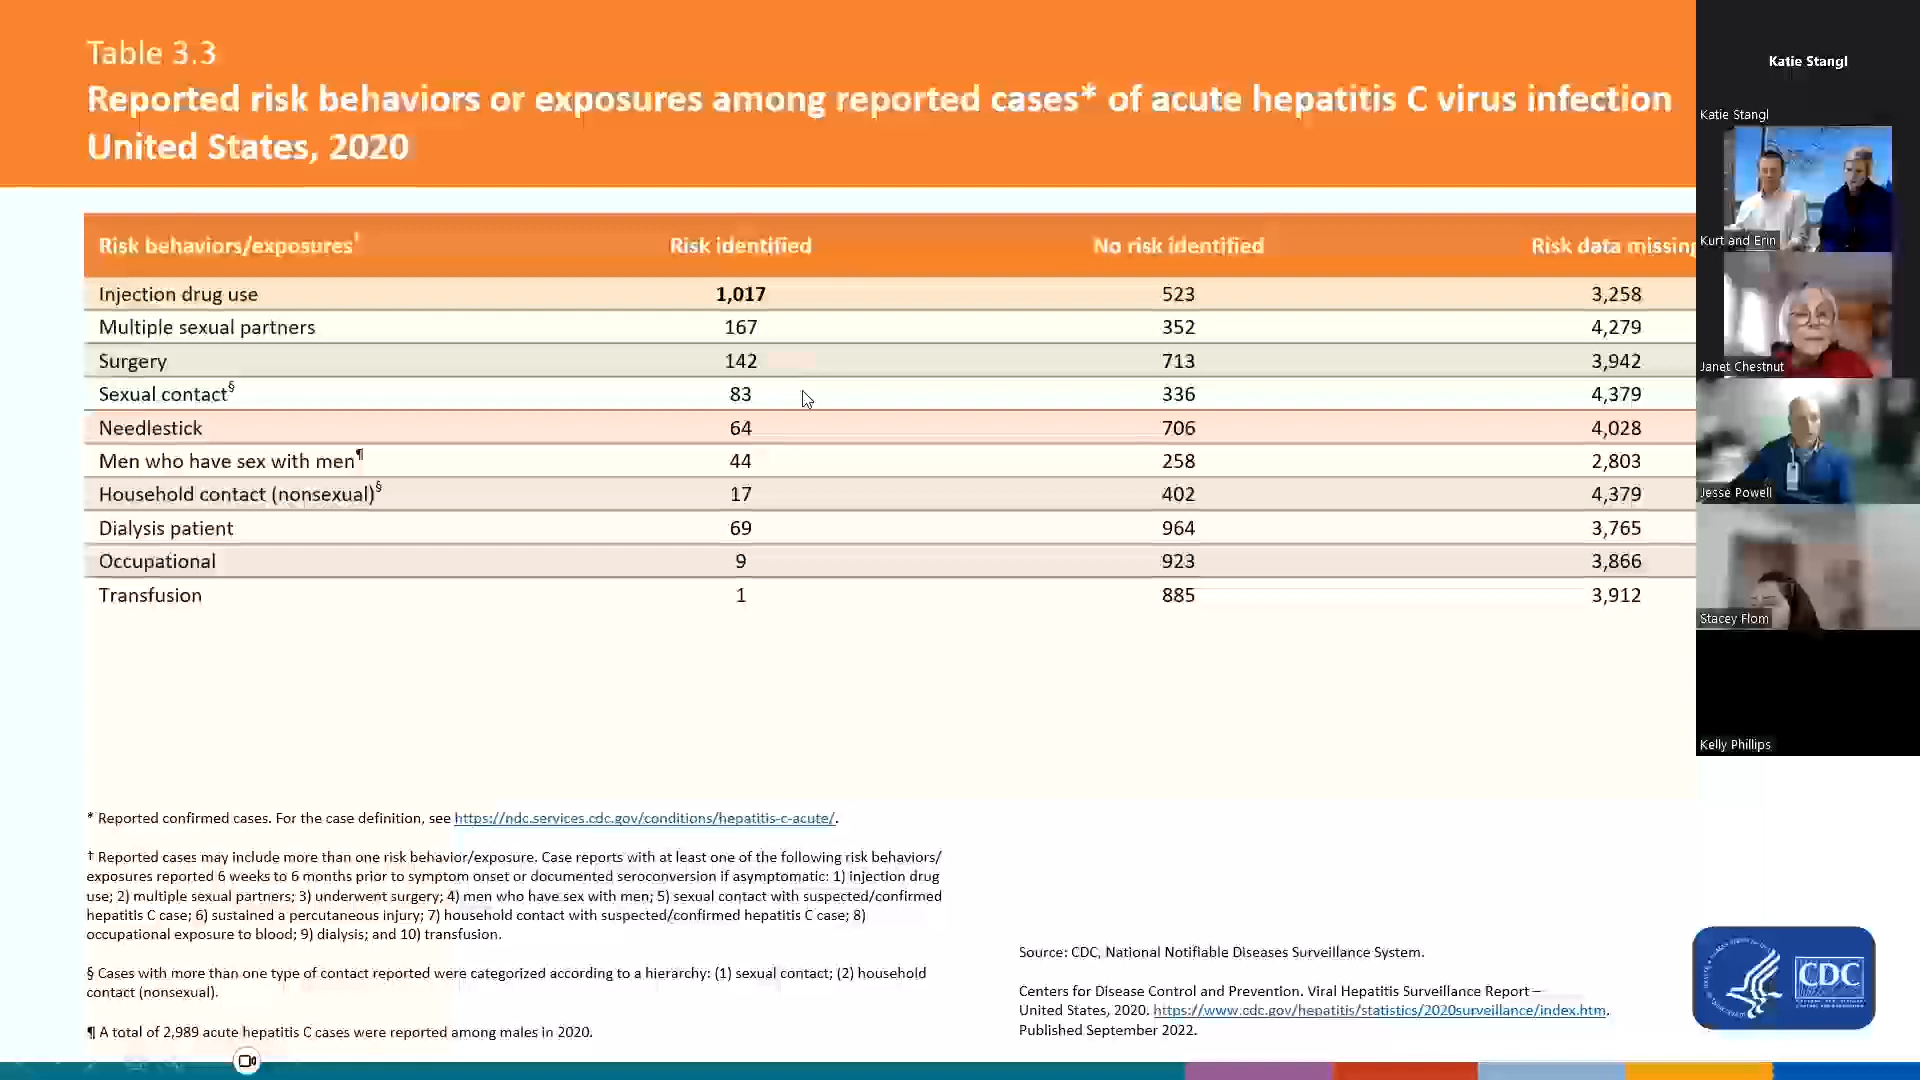 Table 3.3
Reported risk behaviors or exposures among reported cases* of acute hepatitis C virus infection
United States, 2020
Risk behaviors/exposures† Risk identified No risk identified Risk data missing
Injection drug use 1,017 523 3,258
Multiple sexual partners 167 352 4,279
Surgery 142 713 3,942
Sexual contact§ 83 336 4,379
Needlestick 64 706 4,028
Men who have sex with men¶ 44 258 2,803
Household contact (nonsexual)§ 17 402 4,379
Dialysis patient 69 964 3,765
Occupational 9 923 3,866
Transfusion 1 885 3,912
* Reported confirmed cases. For the case definition, see https://ndc.services.cdc.gov/conditions/hepatitis-c-acute/.
† Reported cases may include more than one risk behavior/exposure. Case reports with at least one of the following risk behaviors/
exposures reported 6 weeks to 6 months prior to symptom onset or documented seroconversion if asymptomatic: 1) injection drug
use; 2) multiple sexual partners; 3) underwent surgery; 4) men who have sex with men; 5) sexual contact with suspected/confirmed
hepatitis C case; 6) sustained a percutaneous injury; 7) household contact with suspected/confirmed hepatitis C case; 8)
occupational exposure to blood; 9) dialysis; and 10) transfusion.
§ Cases with more than one type of contact reported were categorized according to a hierarchy: (1) sexual contact; (2) household
contact (nonsexual).
¶ A total of 2,989 acute hepatitis C cases were reported among males in 2020.
Source: CDC, National Notifiable Diseases Surveillance System.
Centers for Disease Control and Prevention. Viral Hepatitis Surveillance Report –
United States, 2020. https://www.cdc.gov/hepatitis/statistics/2020surveillance/index.htm.
Published September 2022.
CDC
Katie Stangl
Katie Stangl
Kurt and Erin
Janet Chestnut
Jesse Powell
Stacey Flom
Kelly Phillips